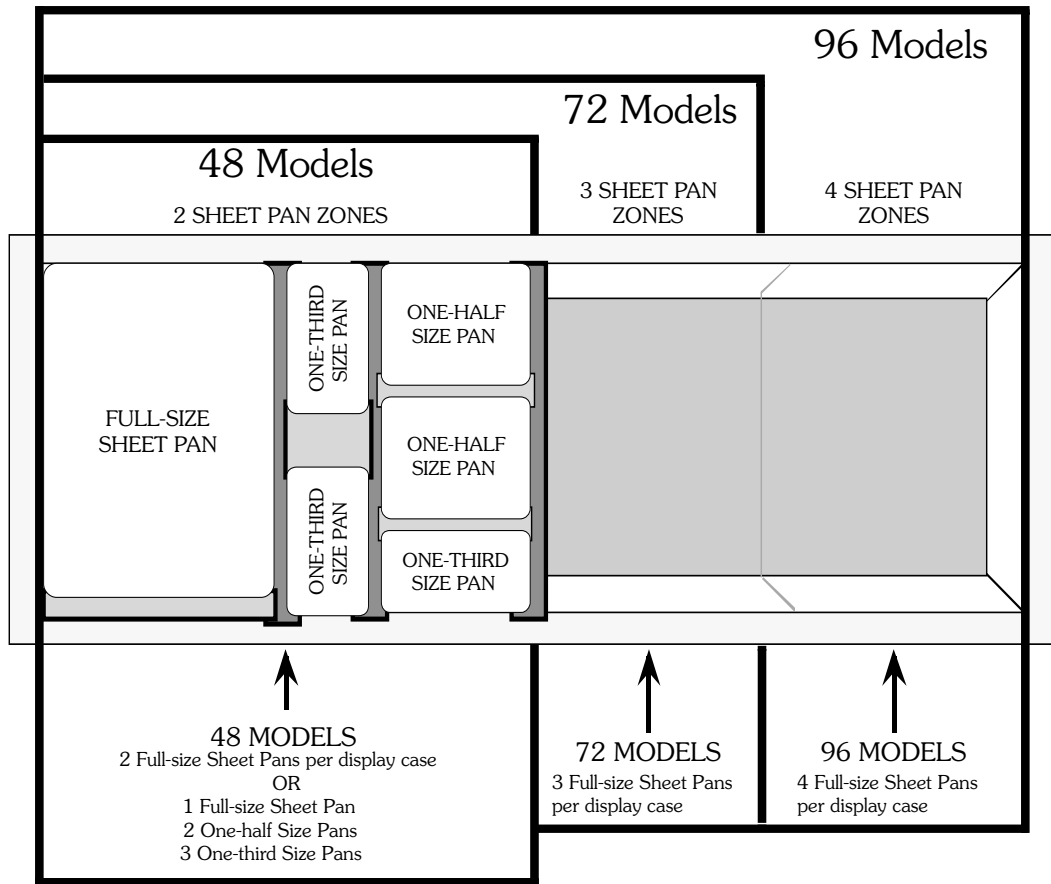 96 Models
72 Models
48 Models
2 SHEET PAN ZONES
3 SHEET PAN
ZONES
4 SHEET PAN
ZONES
FULL-SIZE
SHEET PAN
ONE-THIRD
SIZE PAN
ONE-THIRD
SIZE PAN
ONE-HALF
SIZE PAN
ONE-HALF
SIZE PAN
ONE-THIRD
SIZE PAN
48 MODELS
2 Full-size Sheet Pans per display case
OR
1 Full-size Sheet Pan
2 One-half Size Pans
3 One-third Size Pans
72 MODELS
3 Full-size Sheet Pans
per display case
96 MODELS
4 Full-size Sheet Pans
per display case